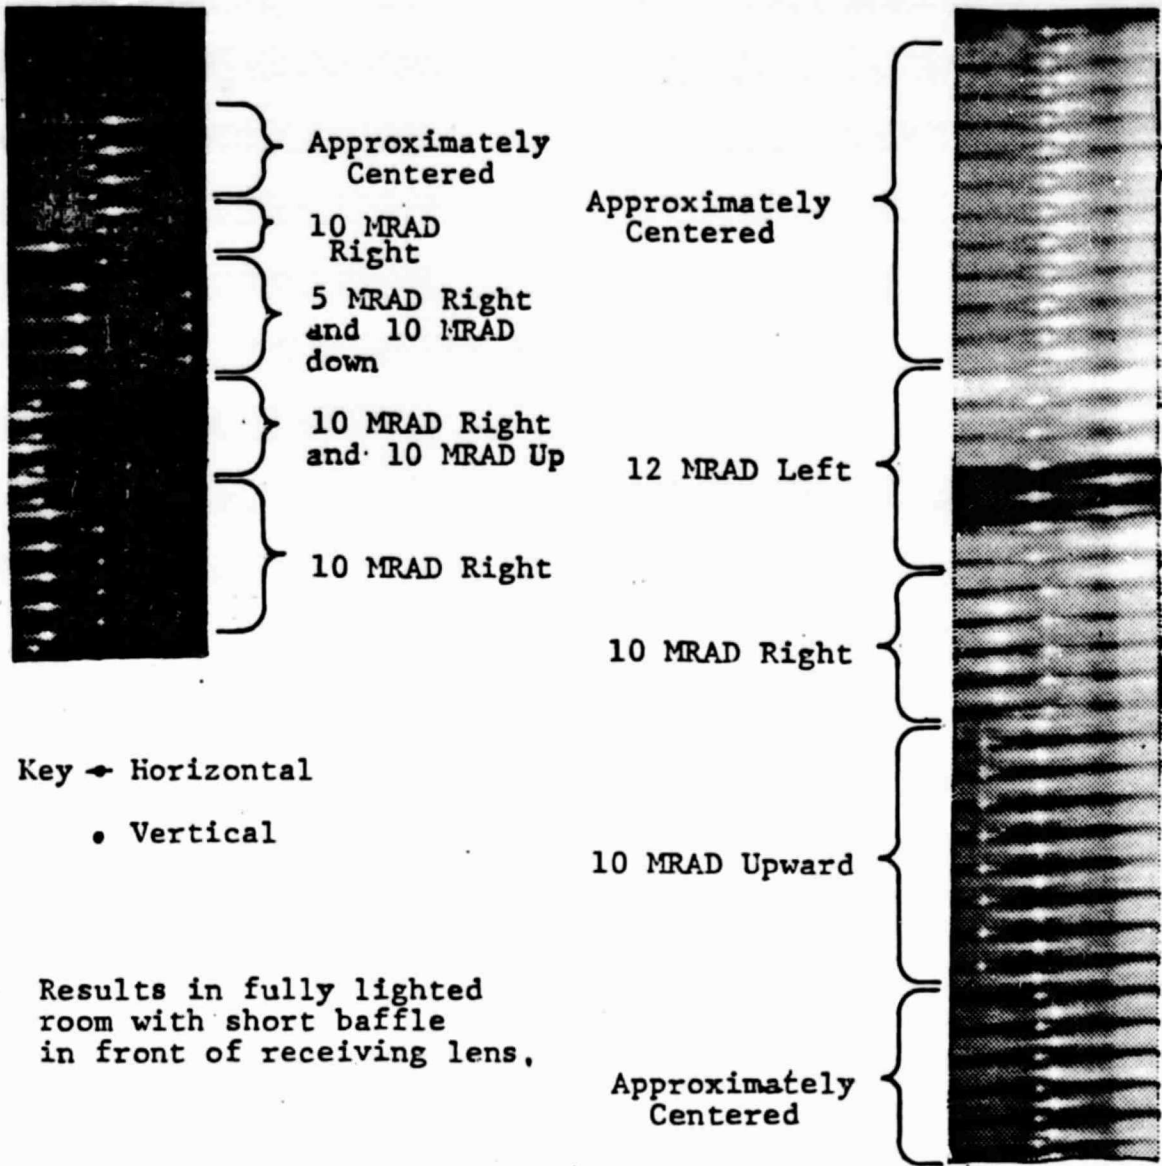 Approximately
Centered
10 MRAD
Right
5 MRAD Right
and 10 MRAD
down
10 MRAD Right
and 10 MRAD Up
10 MRAD Right
Key Horizontal
Vertical
Results in fully lighted
room with short baffle
in front of receiving lens.
Approximately
Centered
12 MRAD Left
10 MRAD Right
10 MRAD Upward
Approximately
Centered